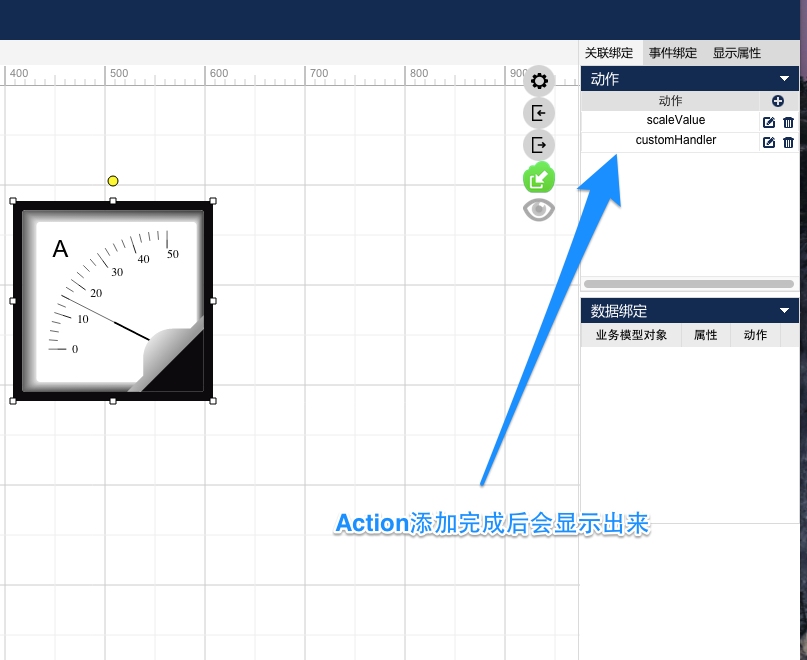 关联绑定 事件绑定 显示属性
400 500 600 700 800 900
动作
动作
scaleValue
customHandler
A
50
40
30
20
10
0
数据绑定
业务模型对象 属性 动作
Action添加完成后会显示出来